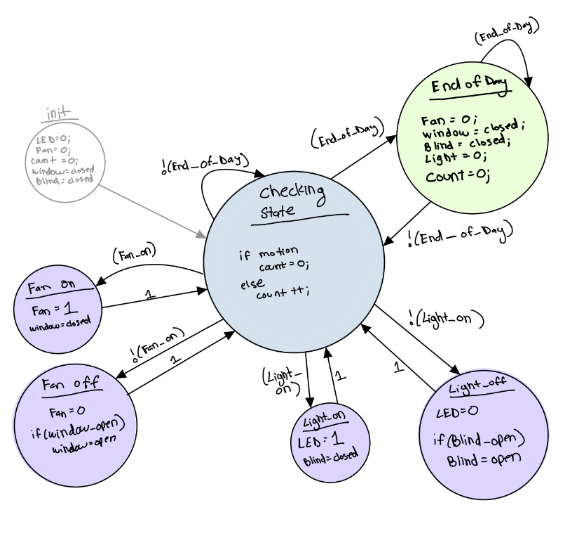 (End_of_Day)
End of Day
Fan = 0;
window = closed;
Blind = closed;
Light = 0;
Count = 0;
(End_of_Day)
!(End_of_Day)
init
LED=0;
Fan=0;
count =0;
window=closed
Blind=closed
!(End_of_Day)
Checking
State
if motion
count=0;
else
count ++;
(Fan_on)
1
Fan on
Fan = 1
window=closed
!(Fan_on)
1
Fan off
Fan=0
if(window_open)
window=open
(Light_
on)
1
Light_on
LED=1
Blind=closed
!(Light_on)
1
Light_off
LED=0
if(Blind_open)
Blind=open